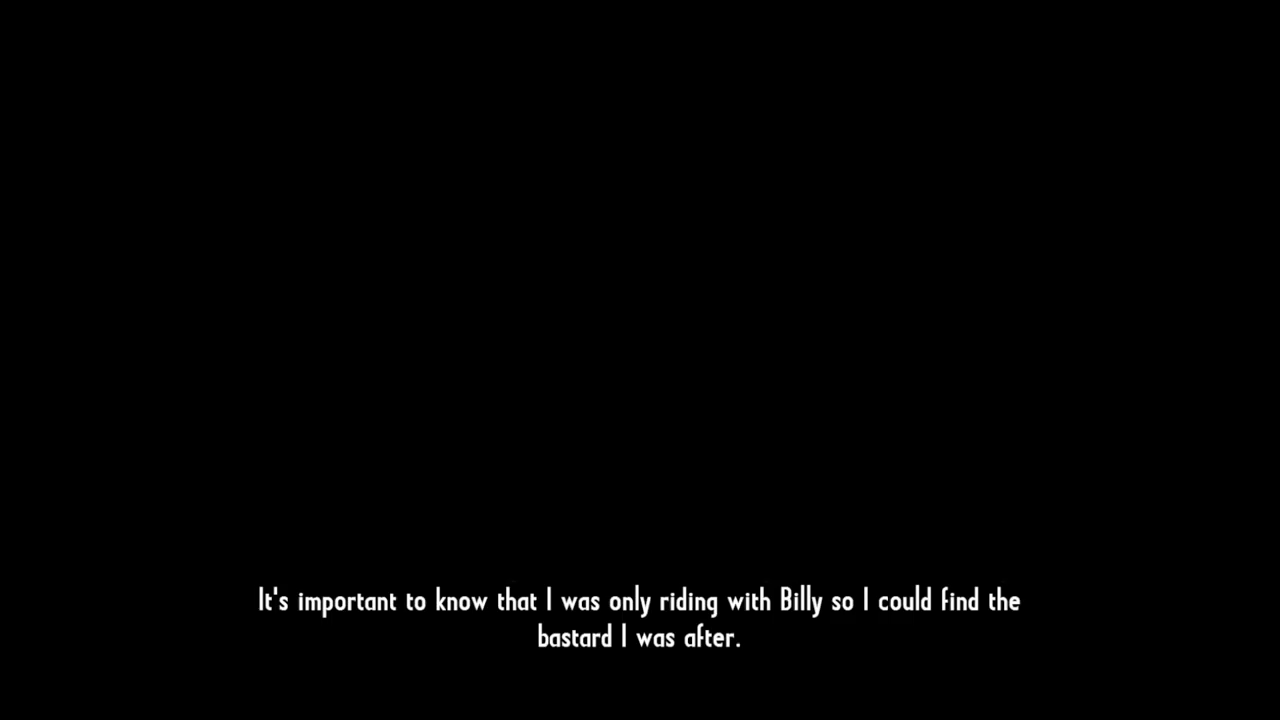 It's important to know that I was only riding with Billy so I could find the
bastard I was after.